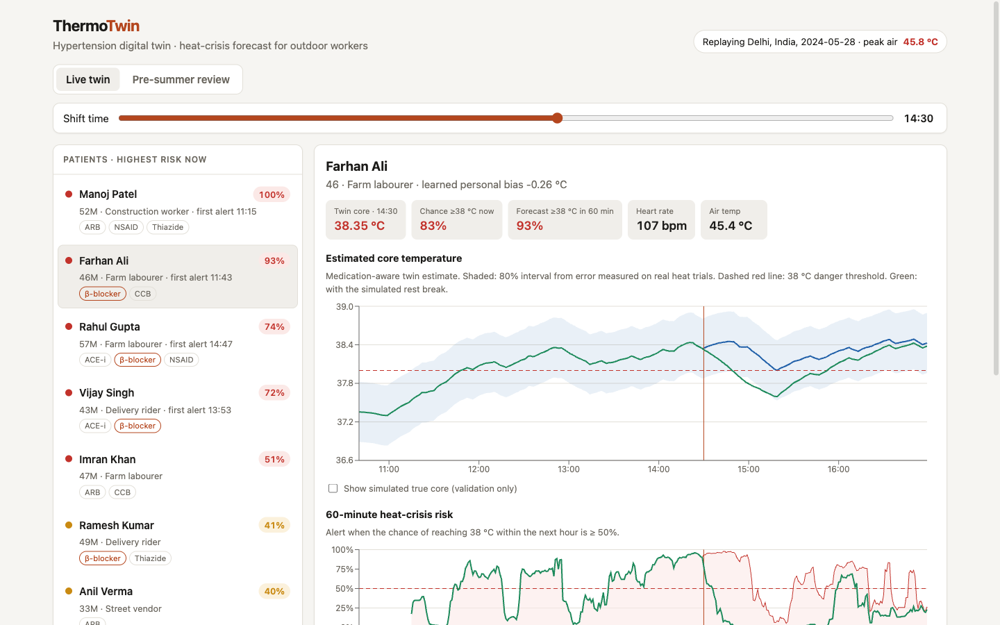 ThermoTwin
Hypertension digital twin · heat-crisis forecast for outdoor workers
Replaying Delhi, India, 2024-05-28 · peak air 45.8 °C
Live twin
Pre-summer review
Shift time
14:30
PATIENTS · HIGHEST RISK NOW
Manoj Patel
100%
52M · Construction worker · first alert 11:15
ARB
NSAID
Thiazide
Farhan Ali
93%
46M · Farm labourer · first alert 11:43
β-blocker
CCB
Rahul Gupta
74%
57M · Farm labourer · first alert 14:47
ACE-i
β-blocker
NSAID
Vijay Singh
72%
43M · Delivery rider · first alert 13:53
ACE-i
β-blocker
Imran Khan
51%
47M · Farm labourer
ARB
CCB
Ramesh Kumar
41%
49M · Delivery rider
β-blocker
Thiazide
Anil Verma
40%
33M · Street vendor
ARB
Farhan Ali
46 · Farm labourer · learned personal bias -0.26 °C
Twin core · 14:30
38.35 °C
Chance ≥38 °C now
83%
Forecast ≥38 °C in 60 min
93%
Heart rate
107 bpm
Air temp
45.4 °C
Estimated core temperature
Medication-aware twin estimate. Shaded: 80% interval from error measured on real heat trials. Dashed red line: 38 °C danger threshold. Green:
with the simulated rest break.
39.0
38.4
37.8
37.2
36.6
11:00
12:00
13:00
14:00
15:00
16:00
Show simulated true core (validation only)
60-minute heat-crisis risk
Alert when the chance of reaching 38 °C within the next hour is ≥ 50%.
100%
75%
50%
25%
0%